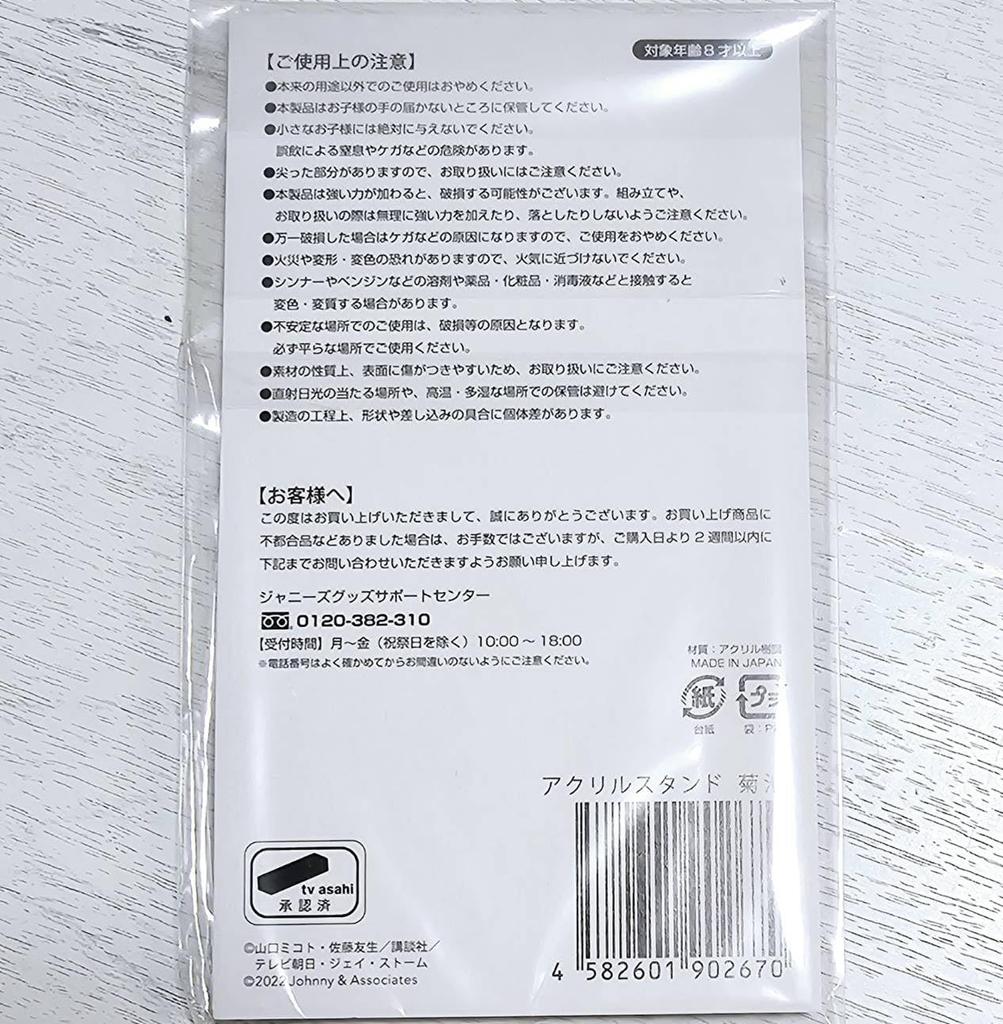 対象年齢8才以上
【ご使用上の注意】
●本来の用途以外でのご使用はおやめください。
●本製品はお子様の手の届かないところに保管してください。
●小さなお子様には絶対に与えないでください。
誤飲による窒息やケガなどの危険があります。
●尖った部分がありますので、お取り扱いにはご注意ください。
●本製品は強い力が加わると、破損する可能性がございます。組み立てや、
お取り扱いの際は無理に強い力を加えたり、落としたりしないようご注意ください。
●万一破損した場合はケガなどの原因になりますので、ご使用をおやめください。
●火災や変形・変色の恐れがありますので、火気に近づけないでください。
●シンナーやベンジンなどの溶剤や薬品・化粧品・消毒液などと接触すると
変色・変質する場合があります。
●不安定な場所でのご使用は、破損等の原因となります。
必ず平らな場所でご使用ください。
●素材の性質上、表面に傷がつきやすいため、お取り扱いにご注意ください。
●直射日光の当たる場所や、高温・多湿な場所での保管は避けてください。
●製造の工程上、形状や差し込みの具合に個体差があります。
【お客様へ】
この度はお買い上げいただきまして、誠にありがとうございます。お買い上げ商品に
不都合品などありました場合は、お手数ではございますが、ご購入日より2週間以内に
下記までお問い合わせいただきますようお願い申し上げます。
ジャニーズグッズサポートセンター
0120-382-310
【受付時間】月～金（祝祭日を除く）10:00～18:00
※電話番号はよく確かめてからお間違いのないようにご注意ください。
材質：アクリル樹脂
MADE IN JAPAN
紙 プラ
台紙 袋：P
アクリルスタンド 菊池
tv asahi
承認済
©山口ミコト・佐藤友生／講談社／
テレビ朝日・ジェイ・ストーム
©2022 Johnny & Associates
4 582601 902670